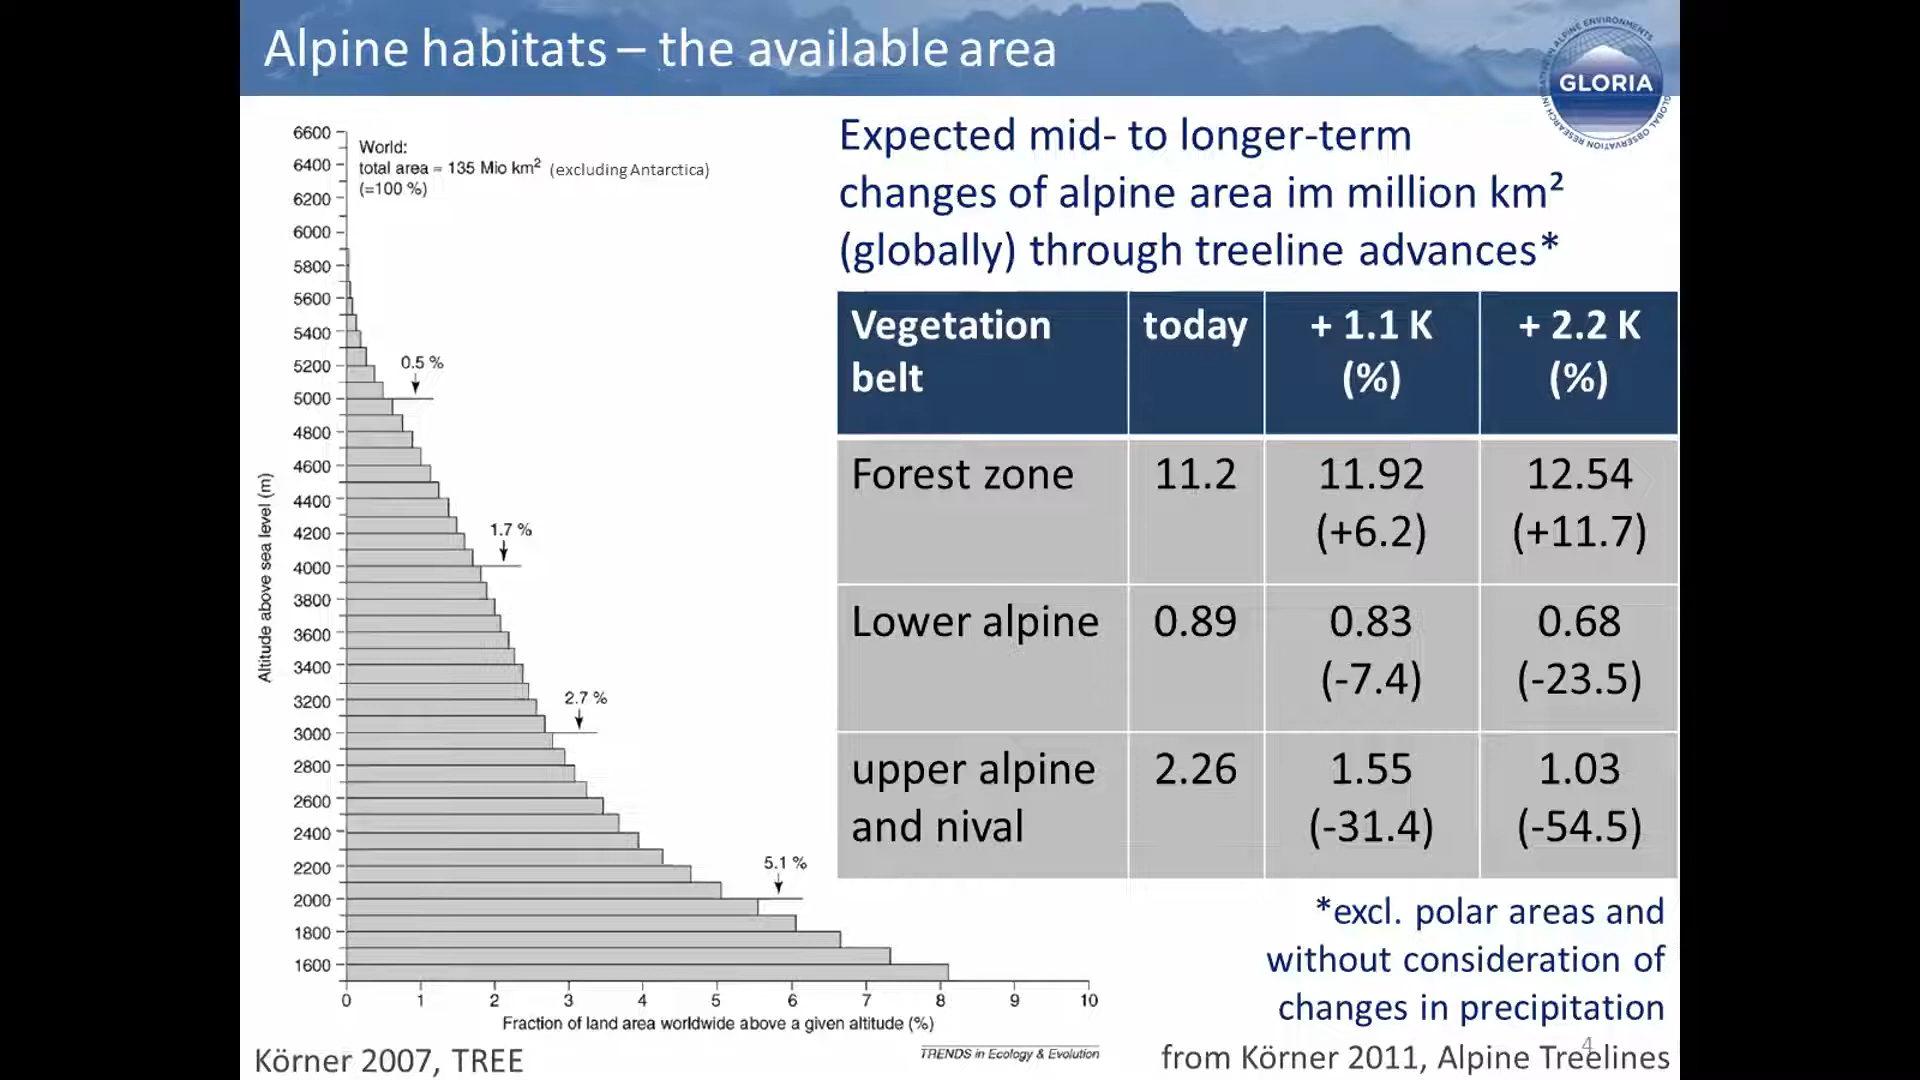 Alpine habitats – the available area
GLORIA
GLOBAL OBSERVATION RESEARCH INITIATIVE IN ALPINE ENVIRONMENTS
6600
6400
6200
6000
5800
5600
5400
5200
5000
4800
4600
4400
4200
4000
3800
3600
3400
3200
3000
2800
2600
2400
2200
2000
1800
1600
Altitude above sea level (m)
World:
total area = 135 Mio km² (excluding Antarctica)
(=100 %)
0.5 %
1.7 %
2.7 %
5.1 %
0 1 2 3 4 5 6 7 8 9 10
Fraction of land area worldwide above a given altitude (%)
TRENDS in Ecology & Evolution
Körner 2007, TREE
Expected mid- to longer-term
changes of alpine area im million km²
(globally) through treeline advances*
Vegetation belt today + 1.1 K (%) + 2.2 K (%)
Forest zone 11.2 11.92 (+6.2) 12.54 (+11.7)
Lower alpine 0.89 0.83 (-7.4) 0.68 (-23.5)
upper alpine and nival 2.26 1.55 (-31.4) 1.03 (-54.5)
*excl. polar areas and
without consideration of
changes in precipitation
4
from Körner 2011, Alpine Treelines